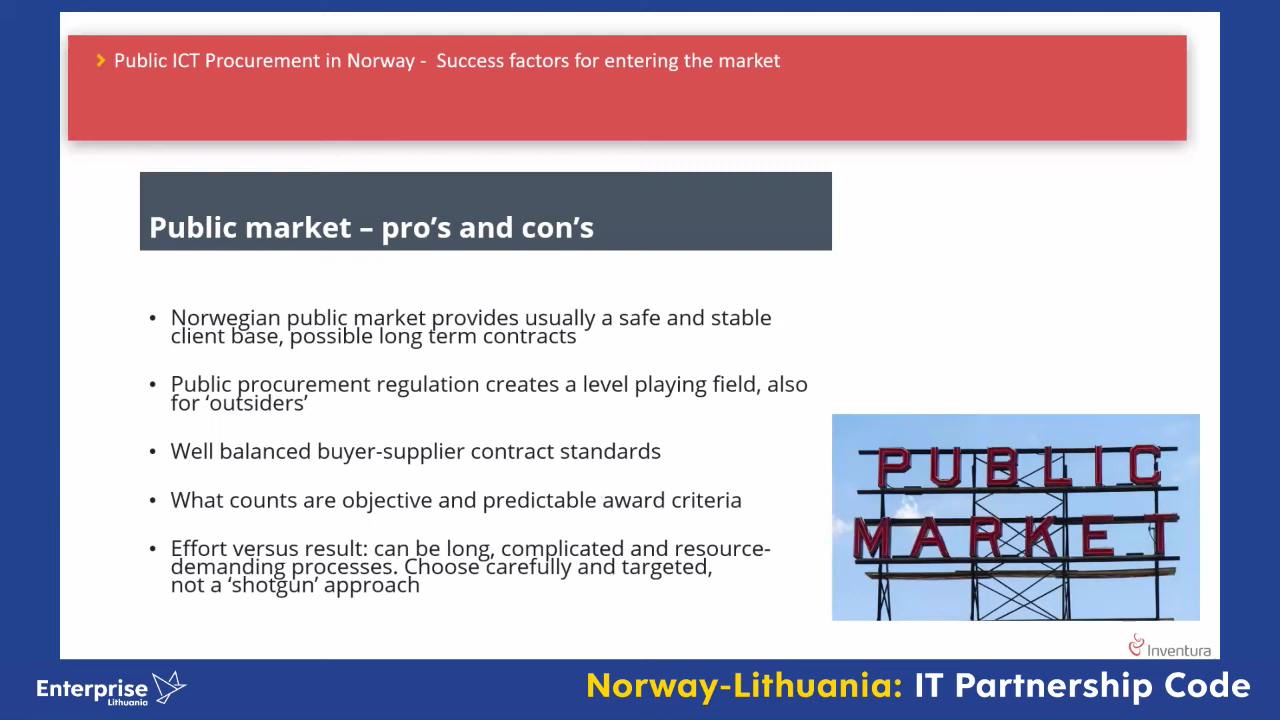 Public ICT Procurement in Norway - Success factors for entering the market
Public market – pro’s and con’s
• Norwegian public market provides usually a safe and stable
client base, possible long term contracts
• Public procurement regulation creates a level playing field, also
for ‘outsiders’
• Well balanced buyer-supplier contract standards
• What counts are objective and predictable award criteria
• Effort versus result: can be long, complicated and resource-
demanding processes. Choose carefully and targeted,
not a ‘shotgun’ approach
PUBLIC
MARKET
Inventura
Enterprise
Lithuania
Norway-Lithuania: IT Partnership Code